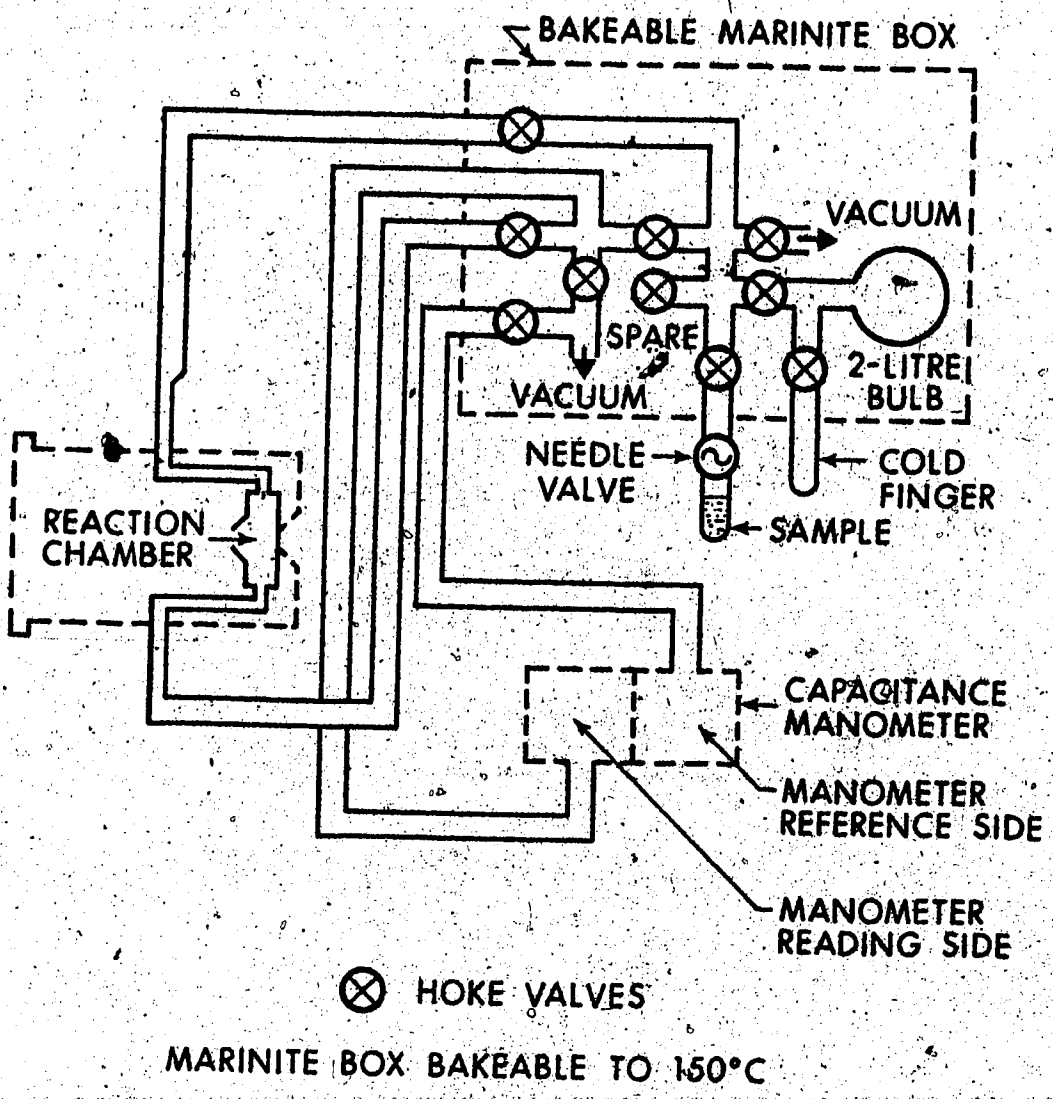 BAKEABLE MARINITE BOX
VACUUM
SPARE
2-LITRE
BULB
VACUUM
NEEDLE
VALVE
COLD
FINGER
SAMPLE
REACTION
CHAMBER
CAPACITANCE
MANOMETER
MANOMETER
REFERENCE SIDE
MANOMETER
READING SIDE
HOKE VALVES
MARINITE BOX BAKEABLE TO 150°C